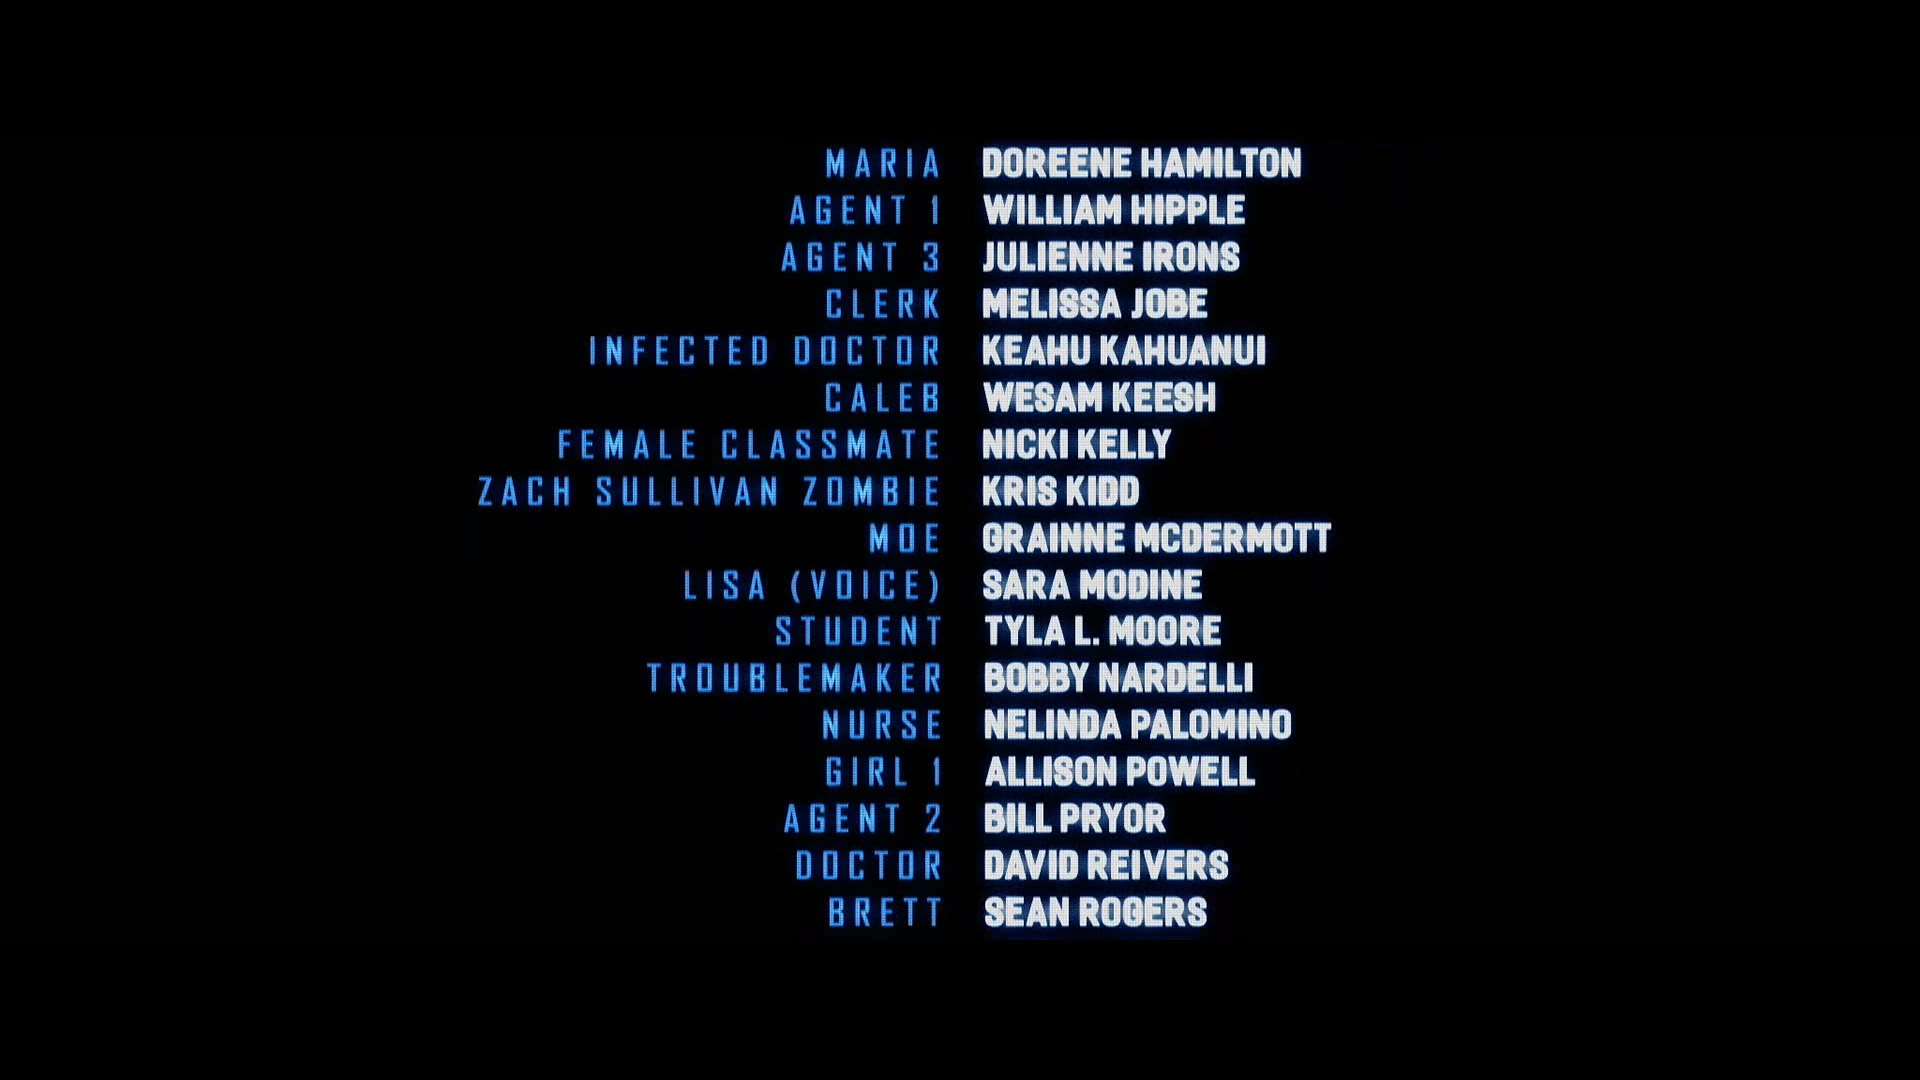 MARIA DOREENE HAMILTON
AGENT 1 WILLIAM HIPPLE
AGENT 3 JULIENNE IRONS
CLERK MELISSA JOBE
INFECTED DOCTOR KEAHU KAHUANUI
CALEB WESAM KEESH
FEMALE CLASSMATE NICKI KELLY
ZACH SULLIVAN ZOMBIE KRIS KIDD
MOE GRAINNE MCDERMOTT
LISA (VOICE) SARA MODINE
STUDENT TYLA L. MOORE
TROUBLEMAKER BOBBY NARDELLI
NURSE NELINDA PALOMINO
GIRL 1 ALLISON POWELL
AGENT 2 BILL PRYOR
DOCTOR DAVID REIVERS
BRETT SEAN ROGERS